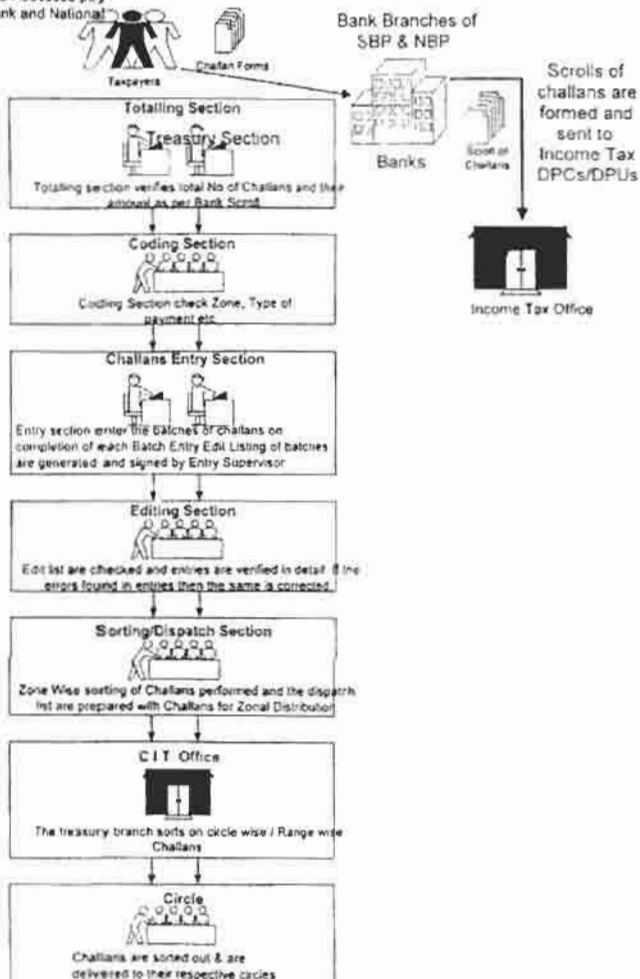 pay
and National
Taxpayers
Challan Forms
Bank Branches of
SBP & NBP
Banks
Scroll of
Challans
Scrolls of
challans are
formed and
sent to
Income Tax
DPCs/DPUs
Income Tax Office
Totalling Section
Treasury Section
Totalling section verifies total No of Challans and their
amount as per Bank Scroll
Coding Section
Coding Section check Zone, Type of
payment etc
Challans Entry Section
Entry section enter the batches of challans on
completion of each Batch Entry Edit Listing of batches
are generated and signed by Entry Supervisor
Editing Section
Edit list are checked and entries are verified in detail. If the
errors found in entries then the same is corrected
Sorting/Dispatch Section
Zone Wise sorting of Challans performed and the dispatch
list are prepared with Challans for Zonal Distribution
C I T Office
The treasury branch sorts on circle wise / Range wise
Challans
Circle
Challans are sorted out & are
delivered to their respective circles